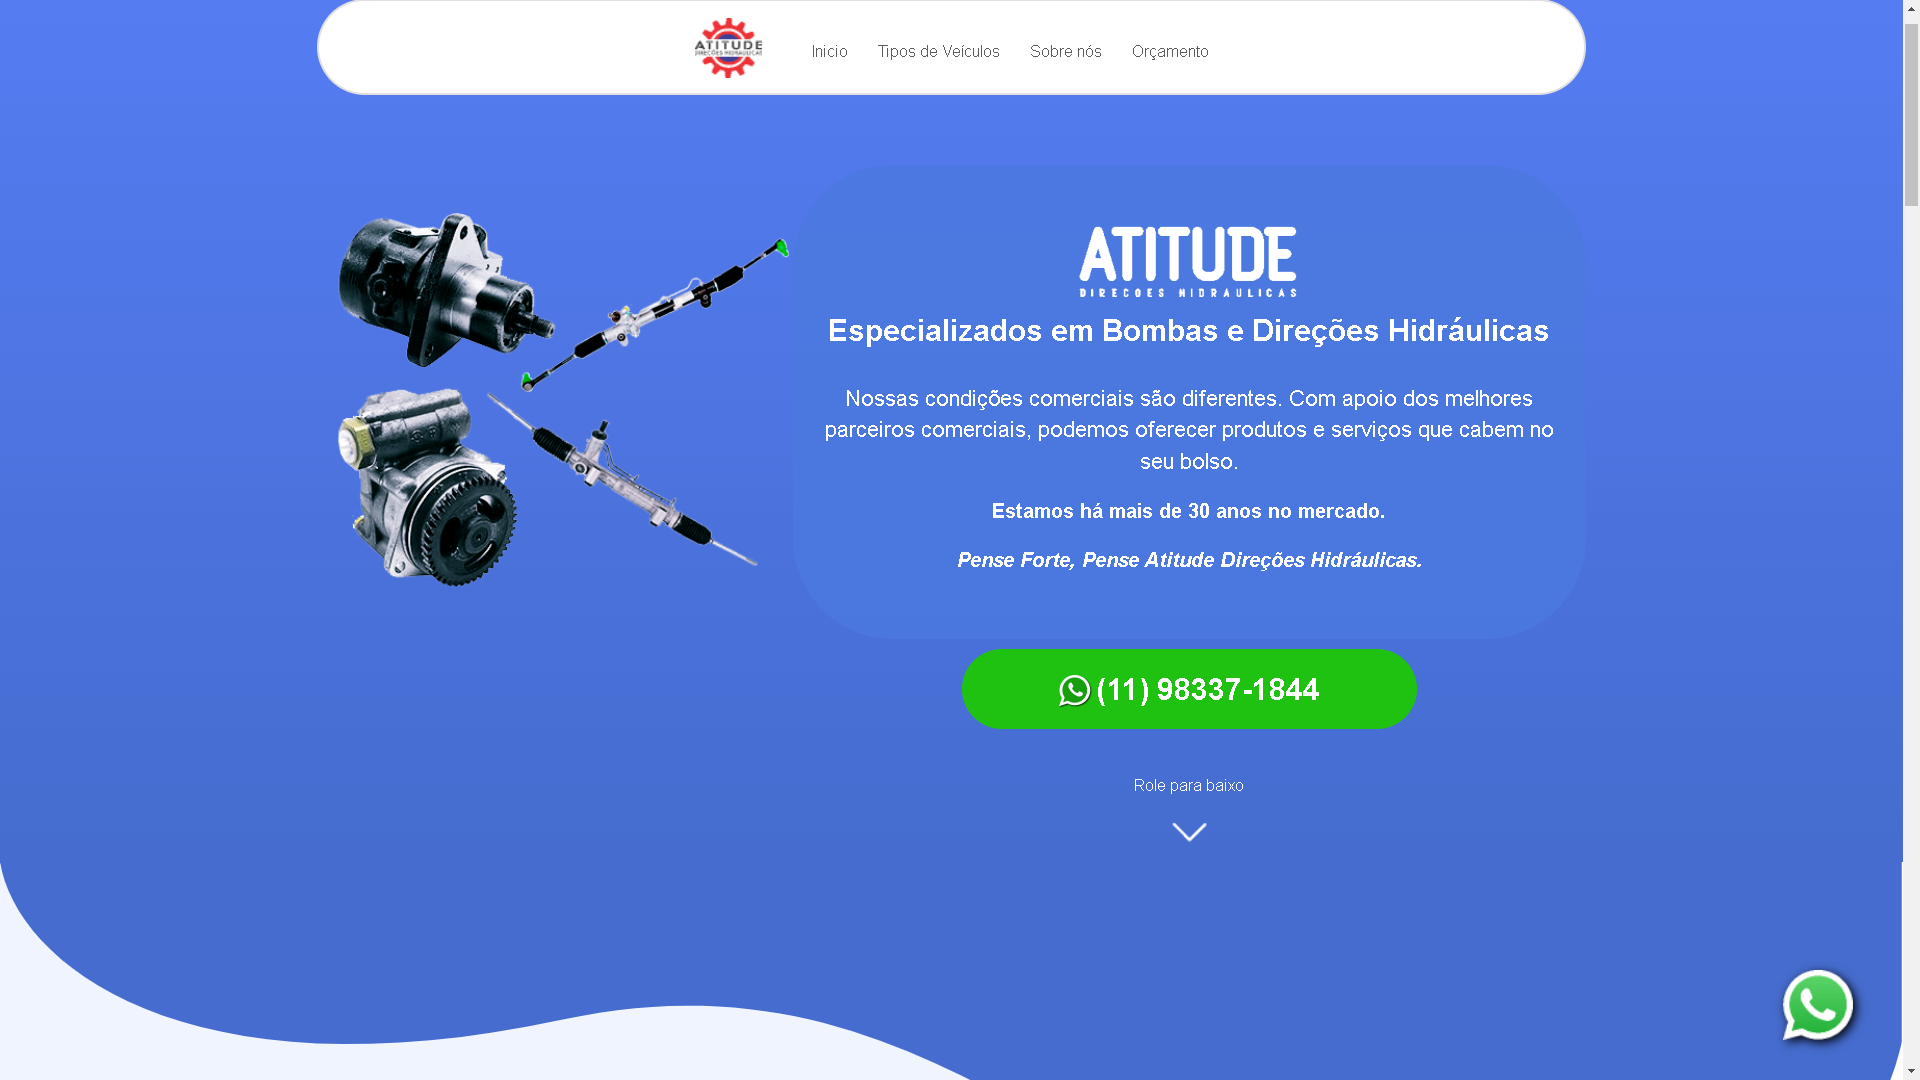 ATITUDE
DIREÇÕES HIDRÁULICAS
Inicio
Tipos de Veículos
Sobre nós
Orçamento
ATITUDE
DIRECOES HIDRAULICAS
Especializados em Bombas e Direções Hidráulicas
Nossas condições comerciais são diferentes. Com apoio dos melhores
parceiros comerciais, podemos oferecer produtos e serviços que cabem no
seu bolso.
Estamos há mais de 30 anos no mercado.
Pense Forte, Pense Atitude Direções Hidráulicas.
(11) 98337-1844
Role para baixo